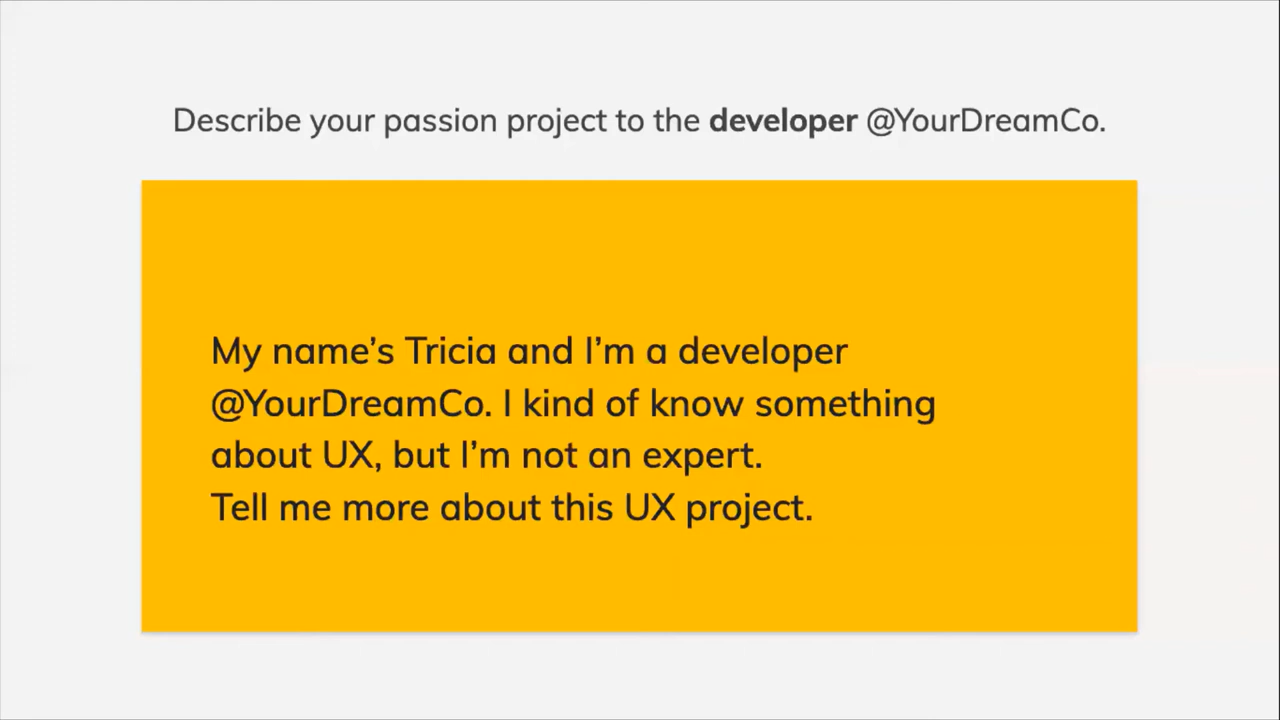 Describe your passion project to the developer @YourDreamCo.
My name’s Tricia and I’m a developer
@YourDreamCo. I kind of know something
about UX, but I’m not an expert.
Tell me more about this UX project.